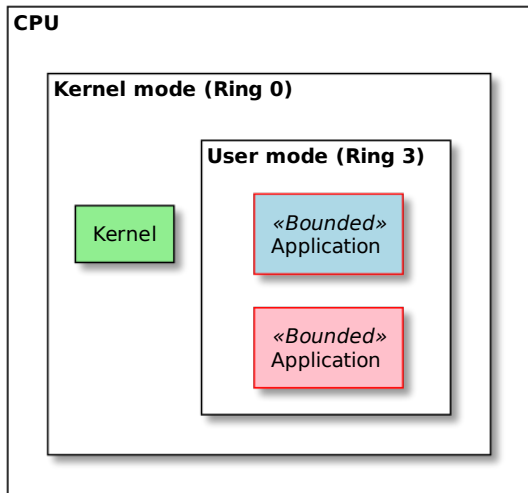 CPU
Kernel mode (Ring 0)
User mode (Ring 3)
«Bounded»
Application
Kernel
«Bounded»
Application